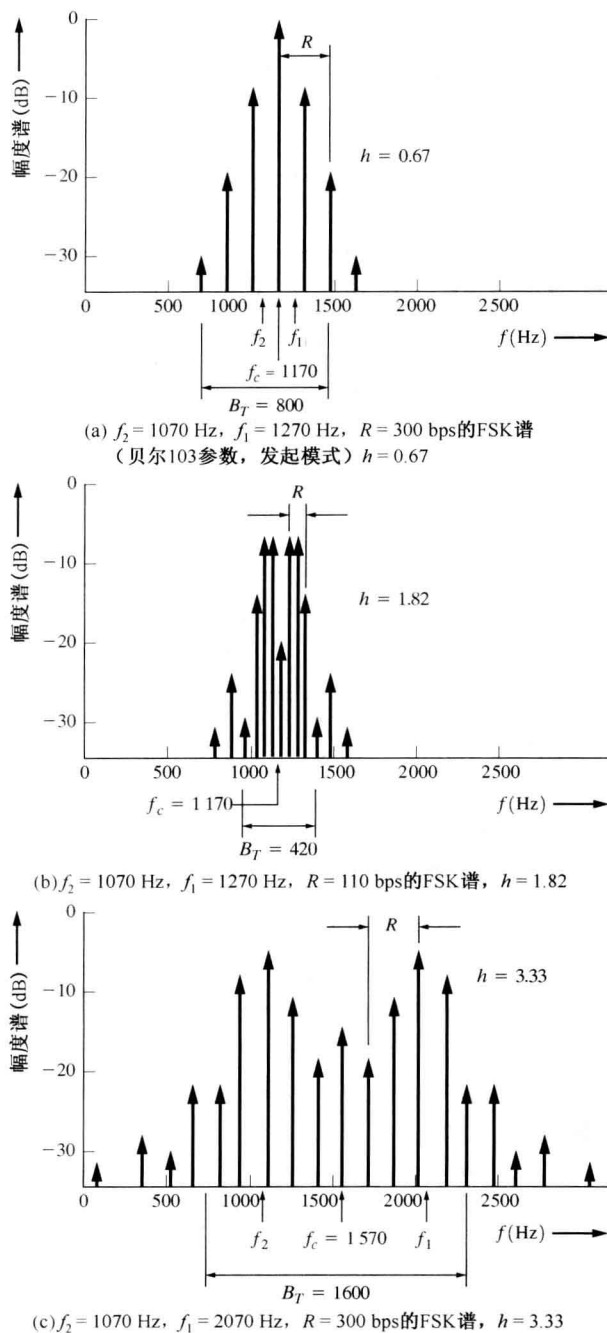 0
R
-10
幅度谱(dB)
h = 0.67
-20
-30
0 500 1000 1500 2 000 2 500
f₂ f₁ f(Hz)
f_c = 1170
B_T = 800
(a) f₂ = 1070 Hz, f₁ = 1270 Hz, R = 300 bps的FSK谱
(贝尔103参数，发起模式) h = 0.67
0
R
-10
幅度谱(dB)
h = 1.82
-20
-30
0 500 1000 1500 2000 2500
f_c = 1 170 f(Hz)
B_T = 420
(b) f₂ = 1070 Hz, f₁ = 1270 Hz, R = 110 bps的FSK谱, h = 1.82
0
R
-10
幅度谱(dB)
h = 3.33
-20
-30
0 500 1000 1500 2000 2500
f₂ f_c = 1 570 f₁ f(Hz)
B_T = 1600
(c) f₂ = 1070 Hz, f₁ = 2070 Hz, R = 300 bps的FSK谱, h = 3.33